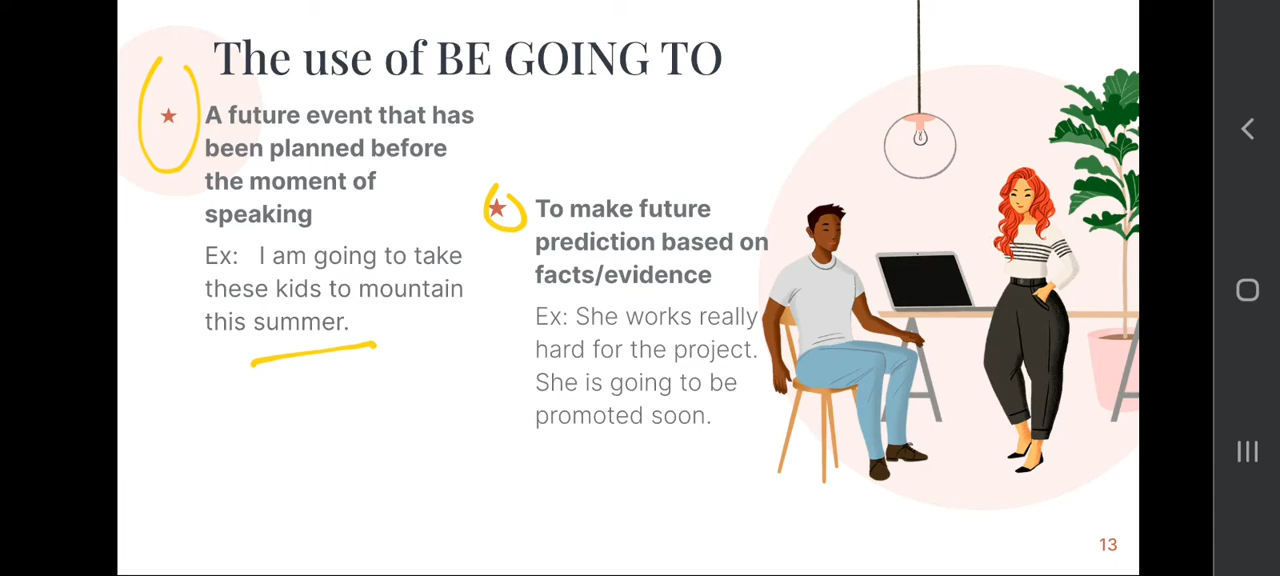 The use of BE GOING TO
A future event that has
been planned before
the moment of
speaking
Ex: I am going to take
these kids to mountain
this summer.
To make future
prediction based on
facts/evidence
Ex: She works really
hard for the project.
She is going to be
promoted soon.
13